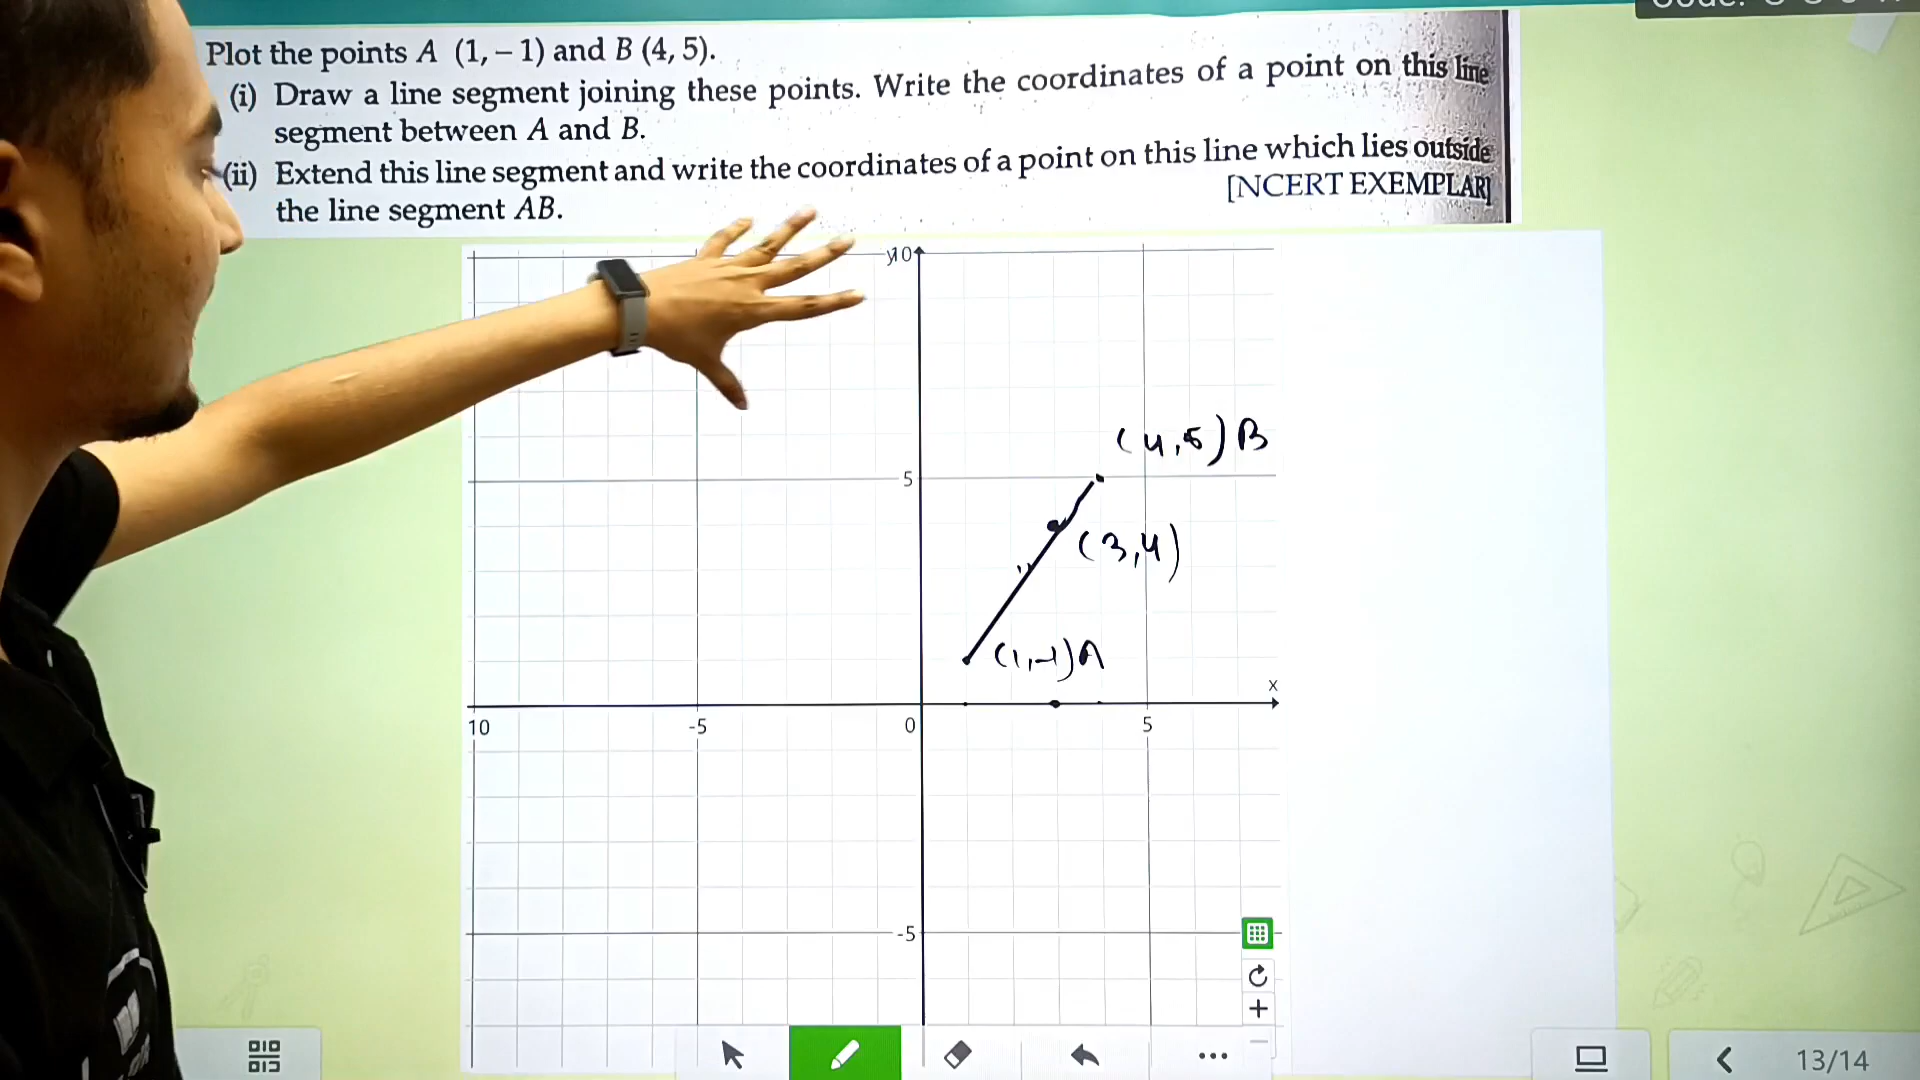 Plot the points A (1, – 1) and B (4, 5).
(i) Draw a line segment joining these points. Write the coordinates of a point on this line
segment between A and B.
(ii) Extend this line segment and write the coordinates of a point on this line which lies outside
the line segment AB.
[NCERT EXEMPLAR]
y10
(4,5) B
5
(3,4)
(1,-1) A
x
10 -5 0 5
-5
13/14